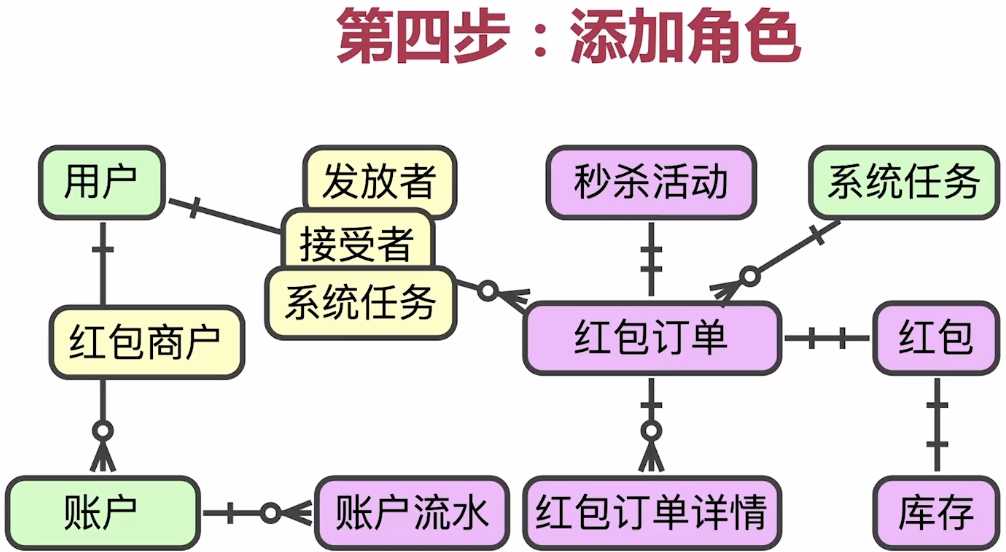 第四步：添加角色
用户
发放者
秒杀活动
系统任务
接受者
系统任务
红包商户
红包订单
红包
账户
账户流水
红包订单详情
库存